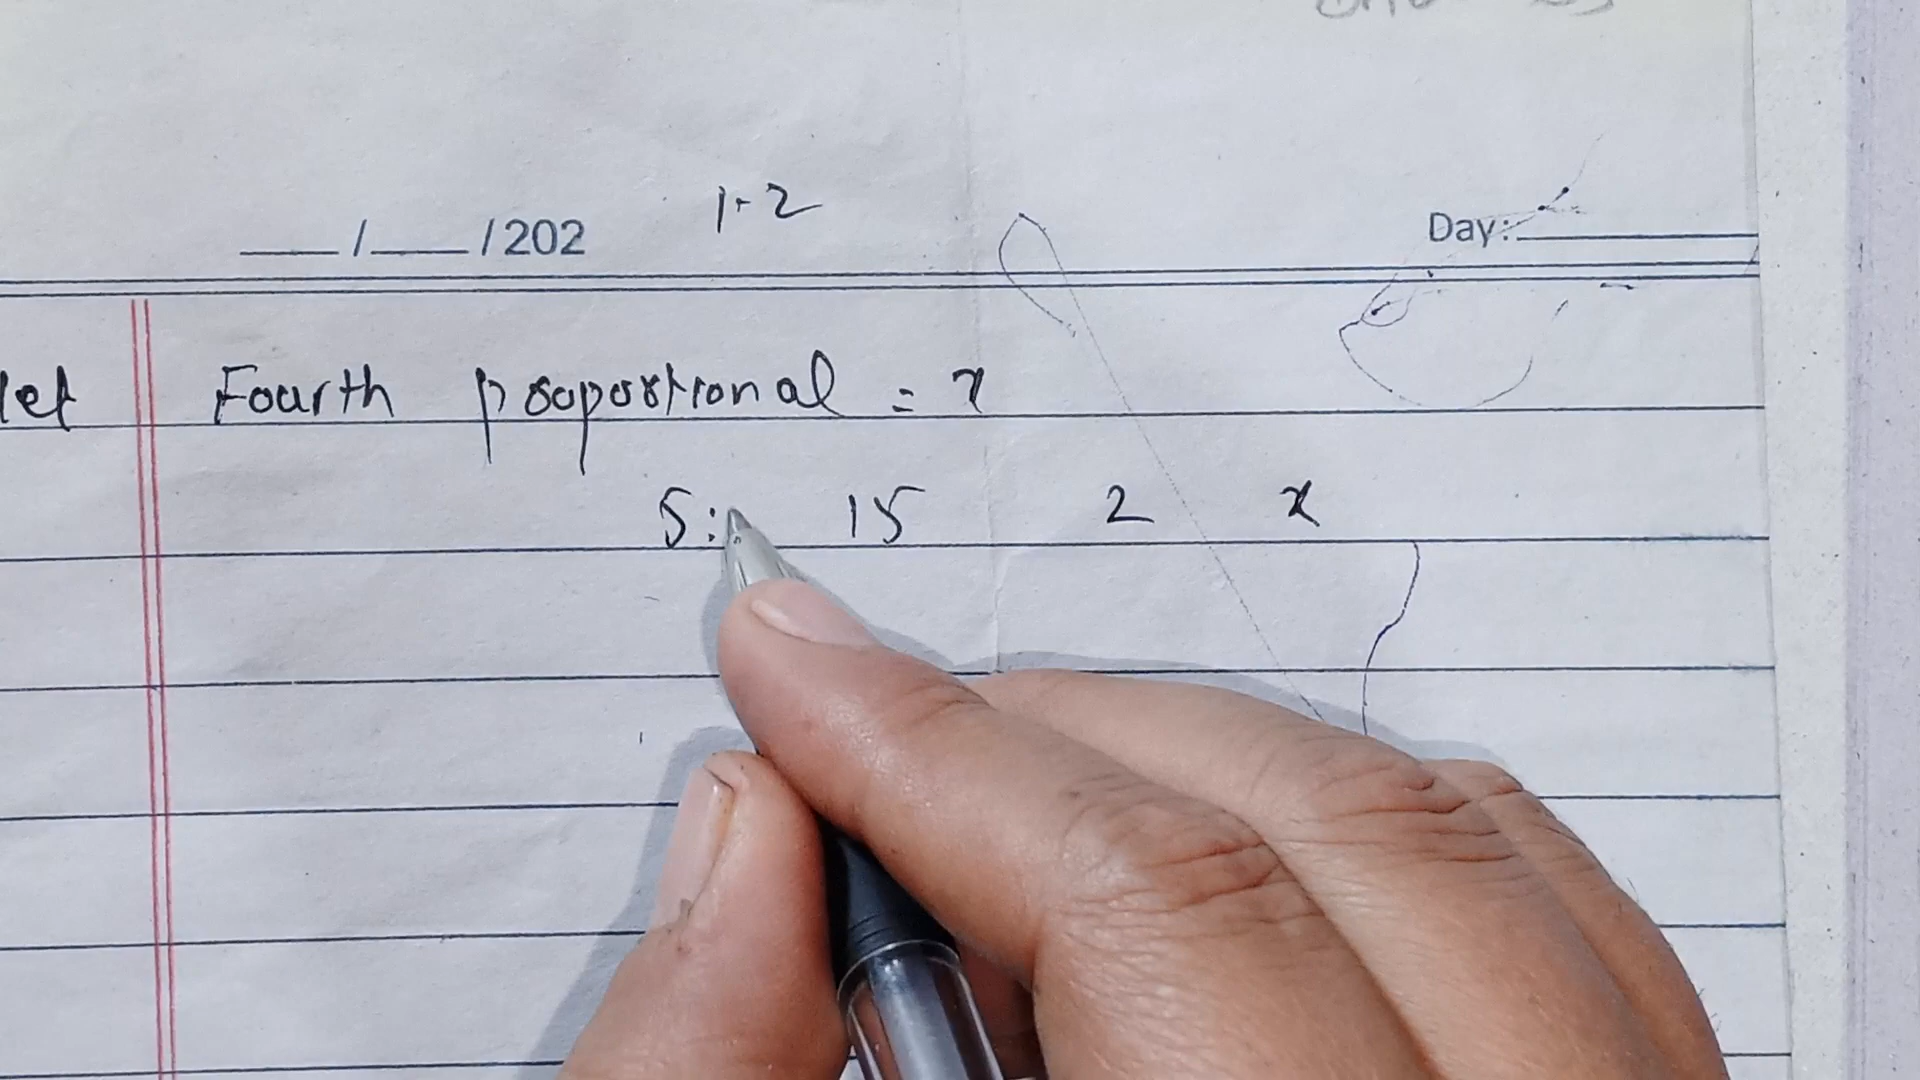 1-2
___/___/202
Day:
let Fourth proportional = x
5: 15 2 x